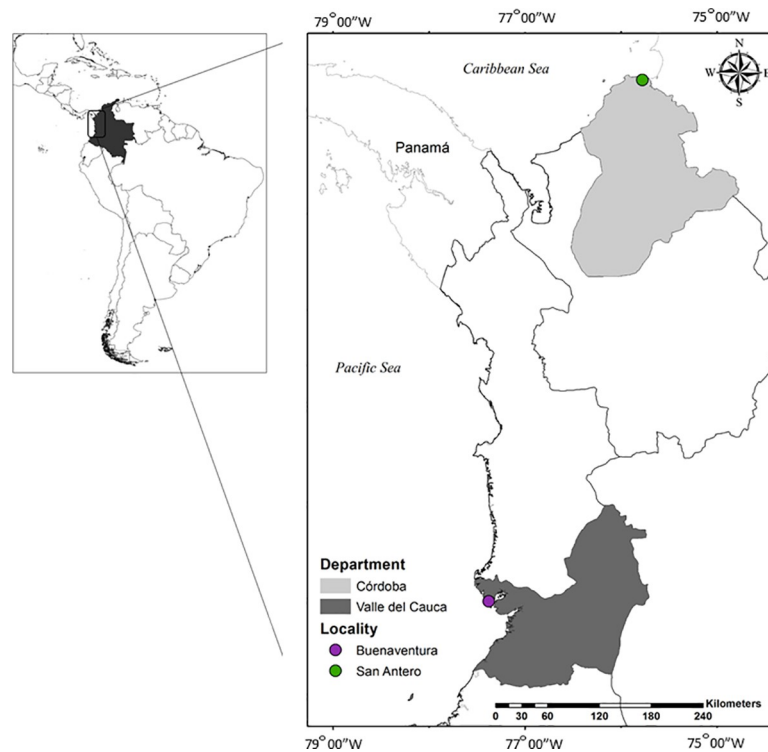 79°00"W 77°00"W 75°00"W
Caribbean Sea
N
W E
S
Panamá
Pacific Sea
Department
Córdoba
Valle del Cauca
Locality
Buenaventura
San Antero
Kilometers
0 30 60 120 180 240
79°00"W 77°00"W 75°00"W